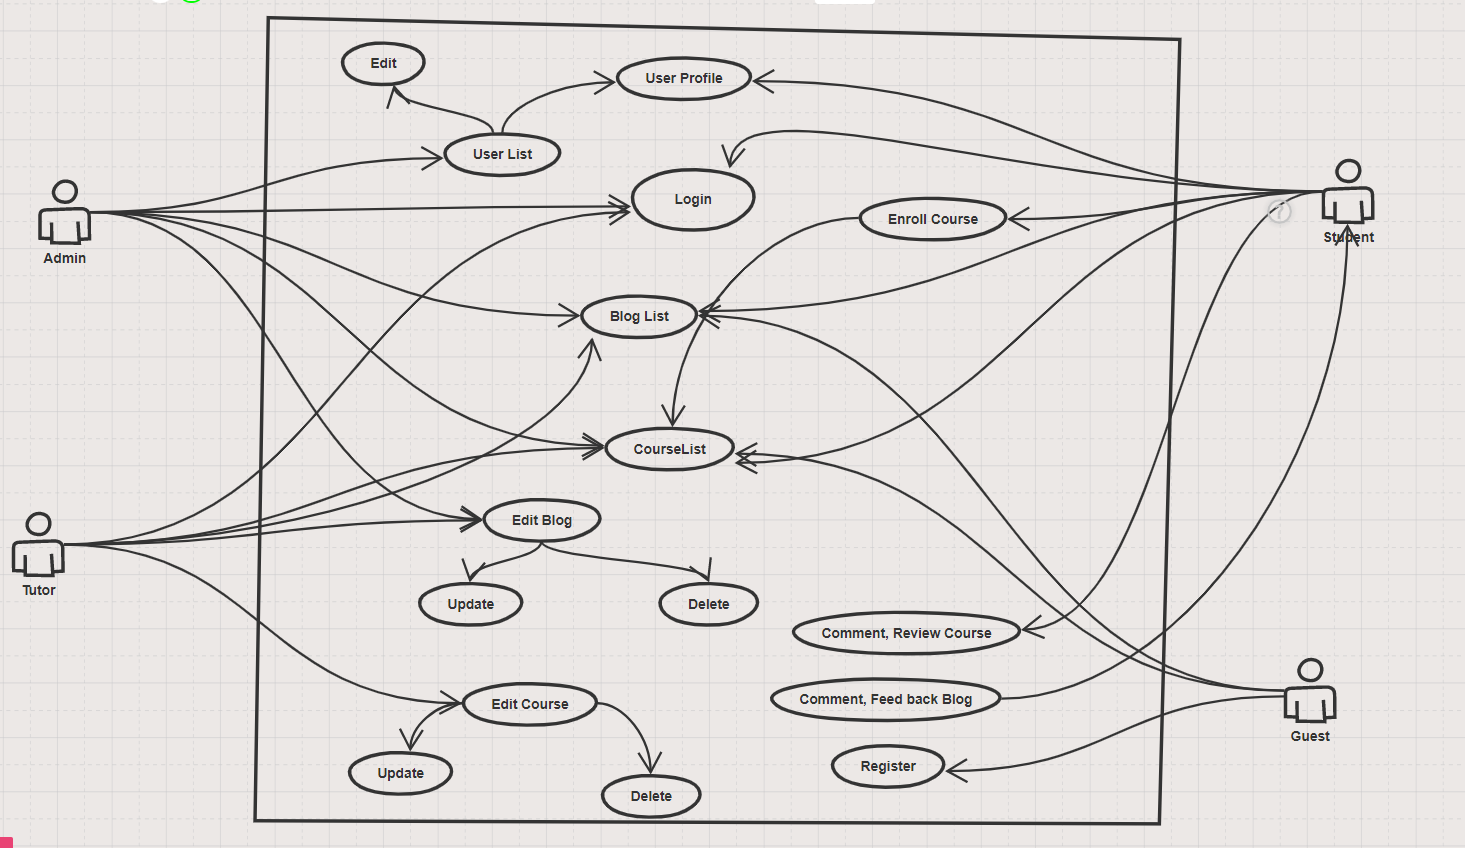 Edit
User Profile
User List
Login
Enroll Course
?
Student
Admin
Blog List
CourseList
Edit Blog
Tutor
Update
Delete
Comment, Review Course
Comment, Feed back Blog
Edit Course
Guest
Register
Update
Delete